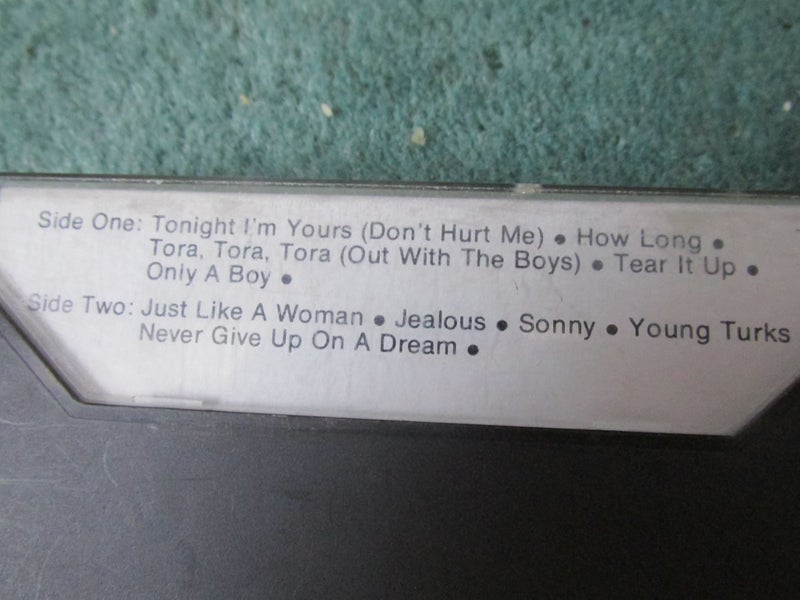 Side One: Tonight I'm Yours (Don't Hurt Me) ● How Long ●
Tora, Tora, Tora (Out With The Boys) ● Tear It Up ●
Only A Boy ●
Side Two: Just Like A Woman ● Jealous ● Sonny ● Young Turks
Never Give Up On A Dream ●